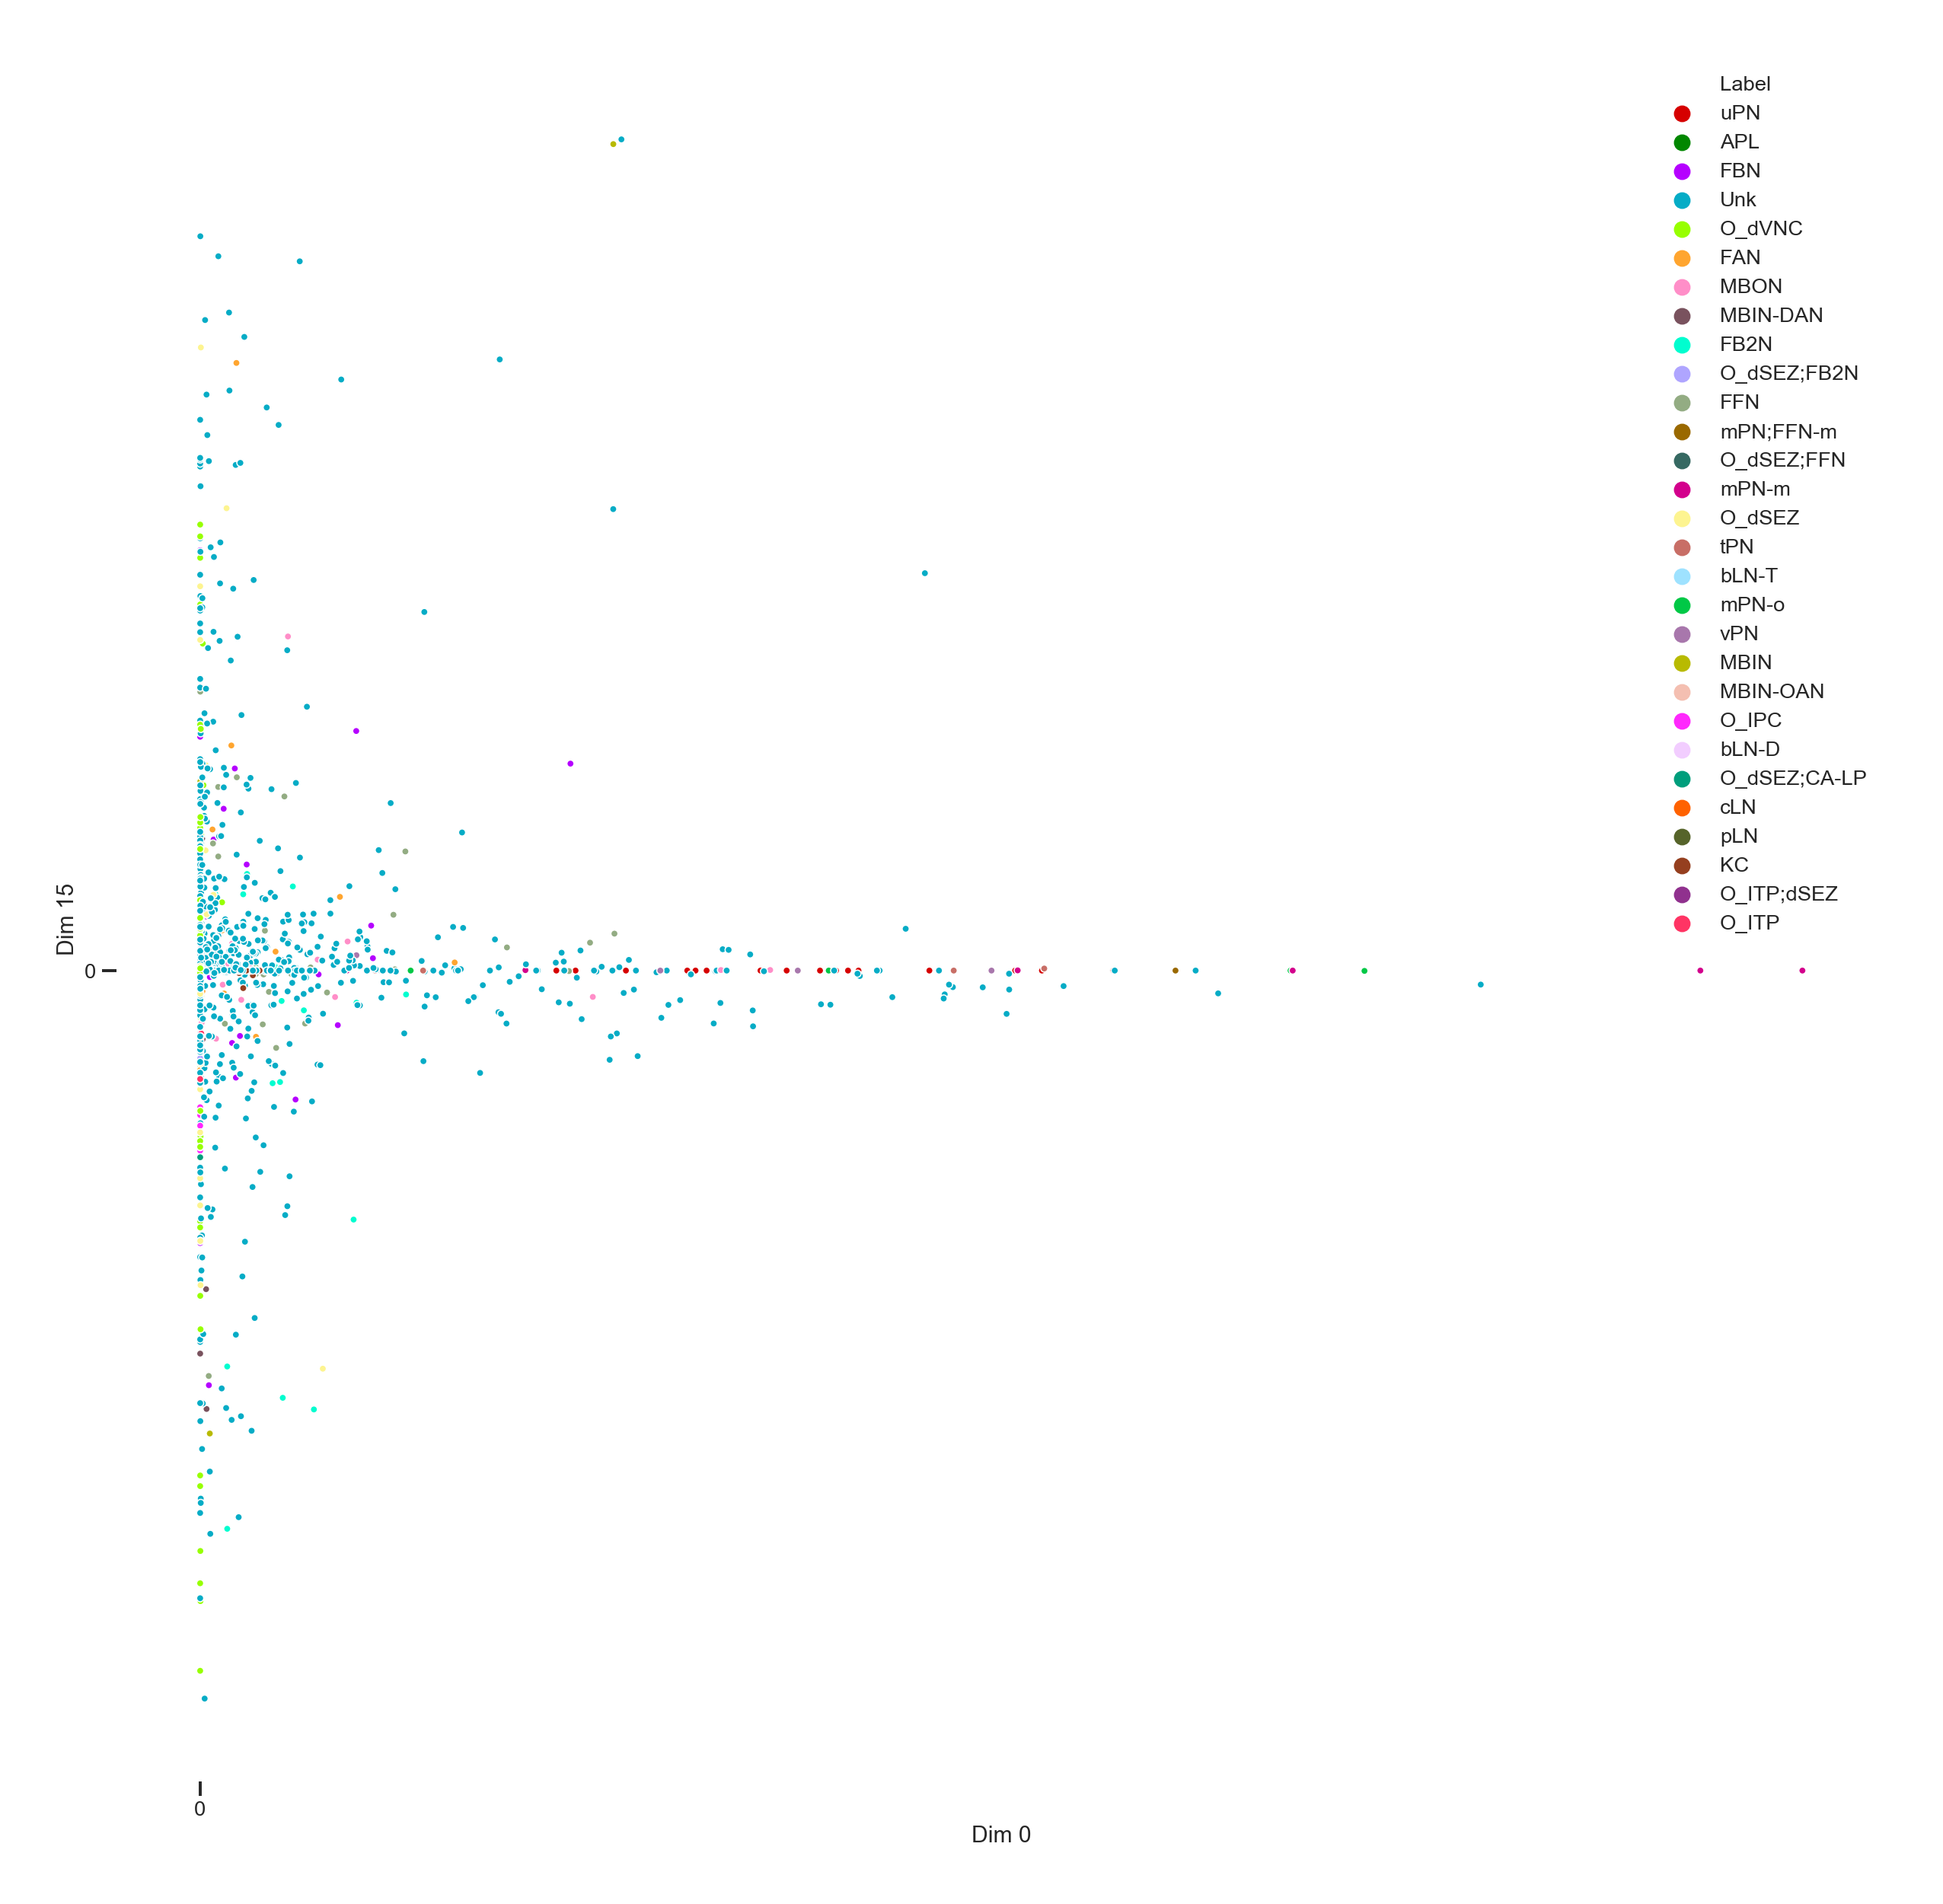 Label
uPN
APL
FBN
Unk
O_dVNC
FAN
MBON
MBIN-DAN
FB2N
O_dSEZ;FB2N
FFN
mPN;FFN-m
O_dSEZ;FFN
mPN-m
O_dSEZ
tPN
bLN-T
mPN-o
vPN
MBIN
MBIN-OAN
O_IPC
bLN-D
O_dSEZ;CA-LP
cLN
pLN
KC
O_ITP;dSEZ
O_ITP
Dim 15
0
0
Dim 0